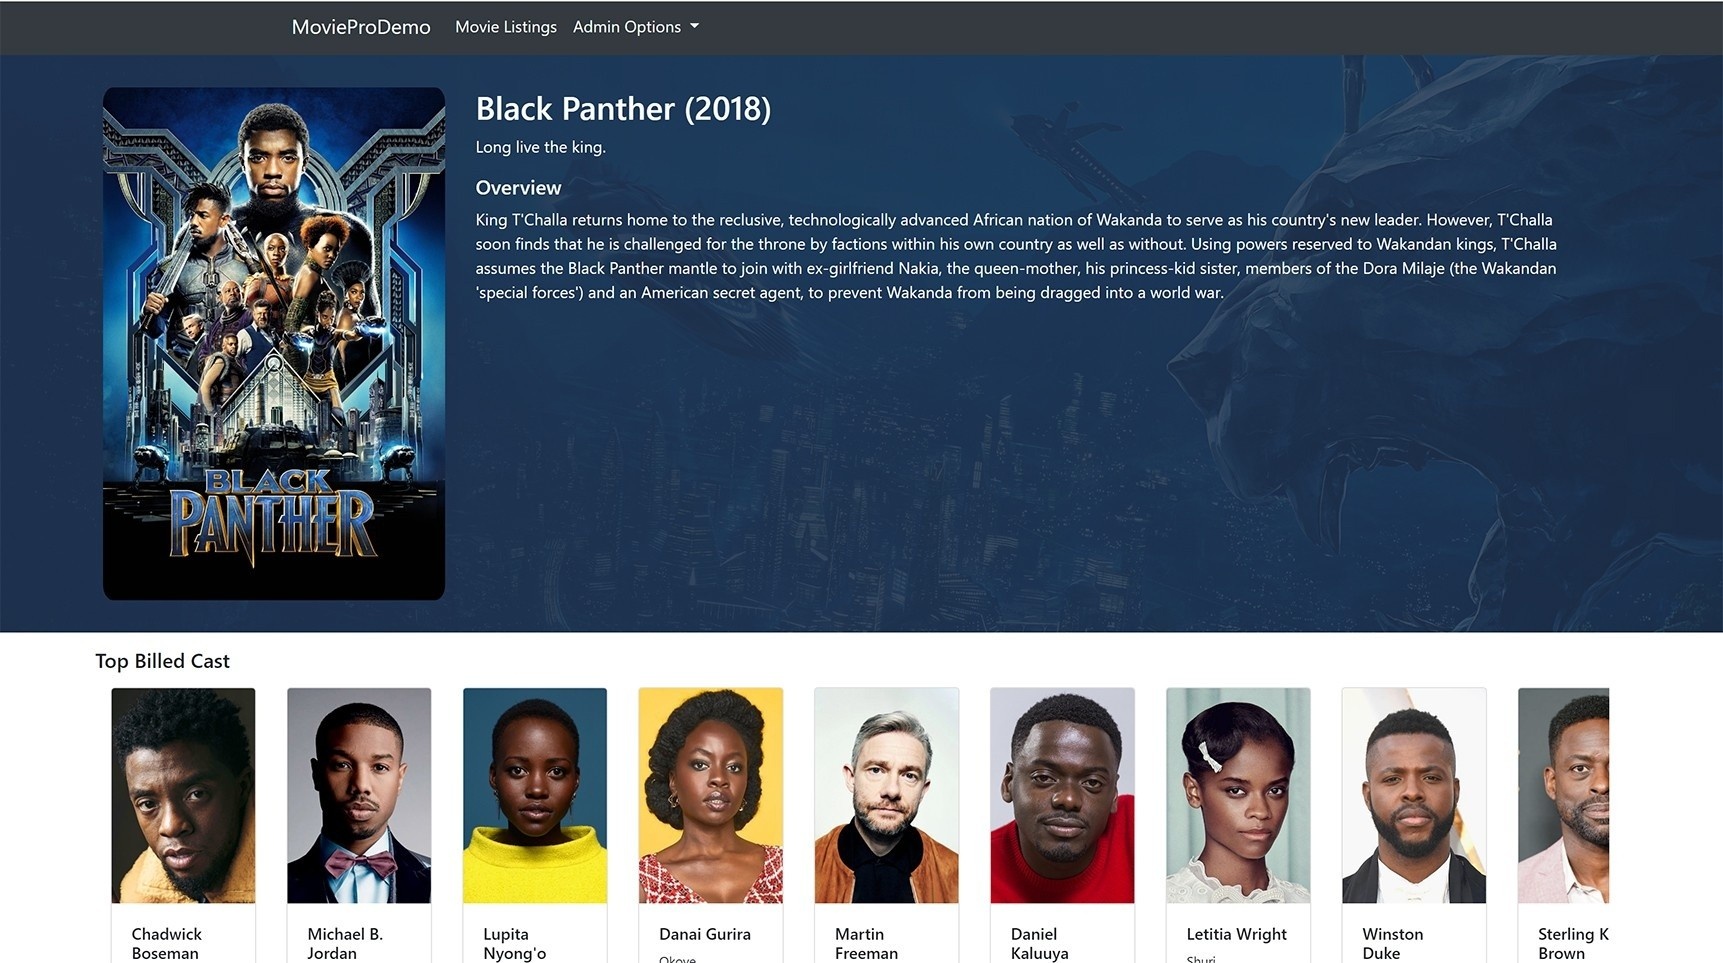 MovieProDemo Movie Listings Admin Options
Black Panther (2018)
Long live the king.
Overview
King T'Challa returns home to the reclusive, technologically advanced African nation of Wakanda to serve as his country's new leader. However, T'Challa
soon finds that he is challenged for the throne by factions within his own country as well as without. Using powers reserved to Wakandan kings, T'Challa
assumes the Black Panther mantle to join with ex-girlfriend Nakia, the queen-mother, his princess-kid sister, members of the Dora Milaje (the Wakandan
'special forces') and an American secret agent, to prevent Wakanda from being dragged into a world war.
BLACK
PANTHER
Top Billed Cast
Chadwick
Boseman
Michael B.
Jordan
Lupita
Nyong'o
Danai Gurira
Okoye
Martin
Freeman
Daniel
Kaluuya
Letitia Wright
Shuri
Winston
Duke
Sterling K
Brown